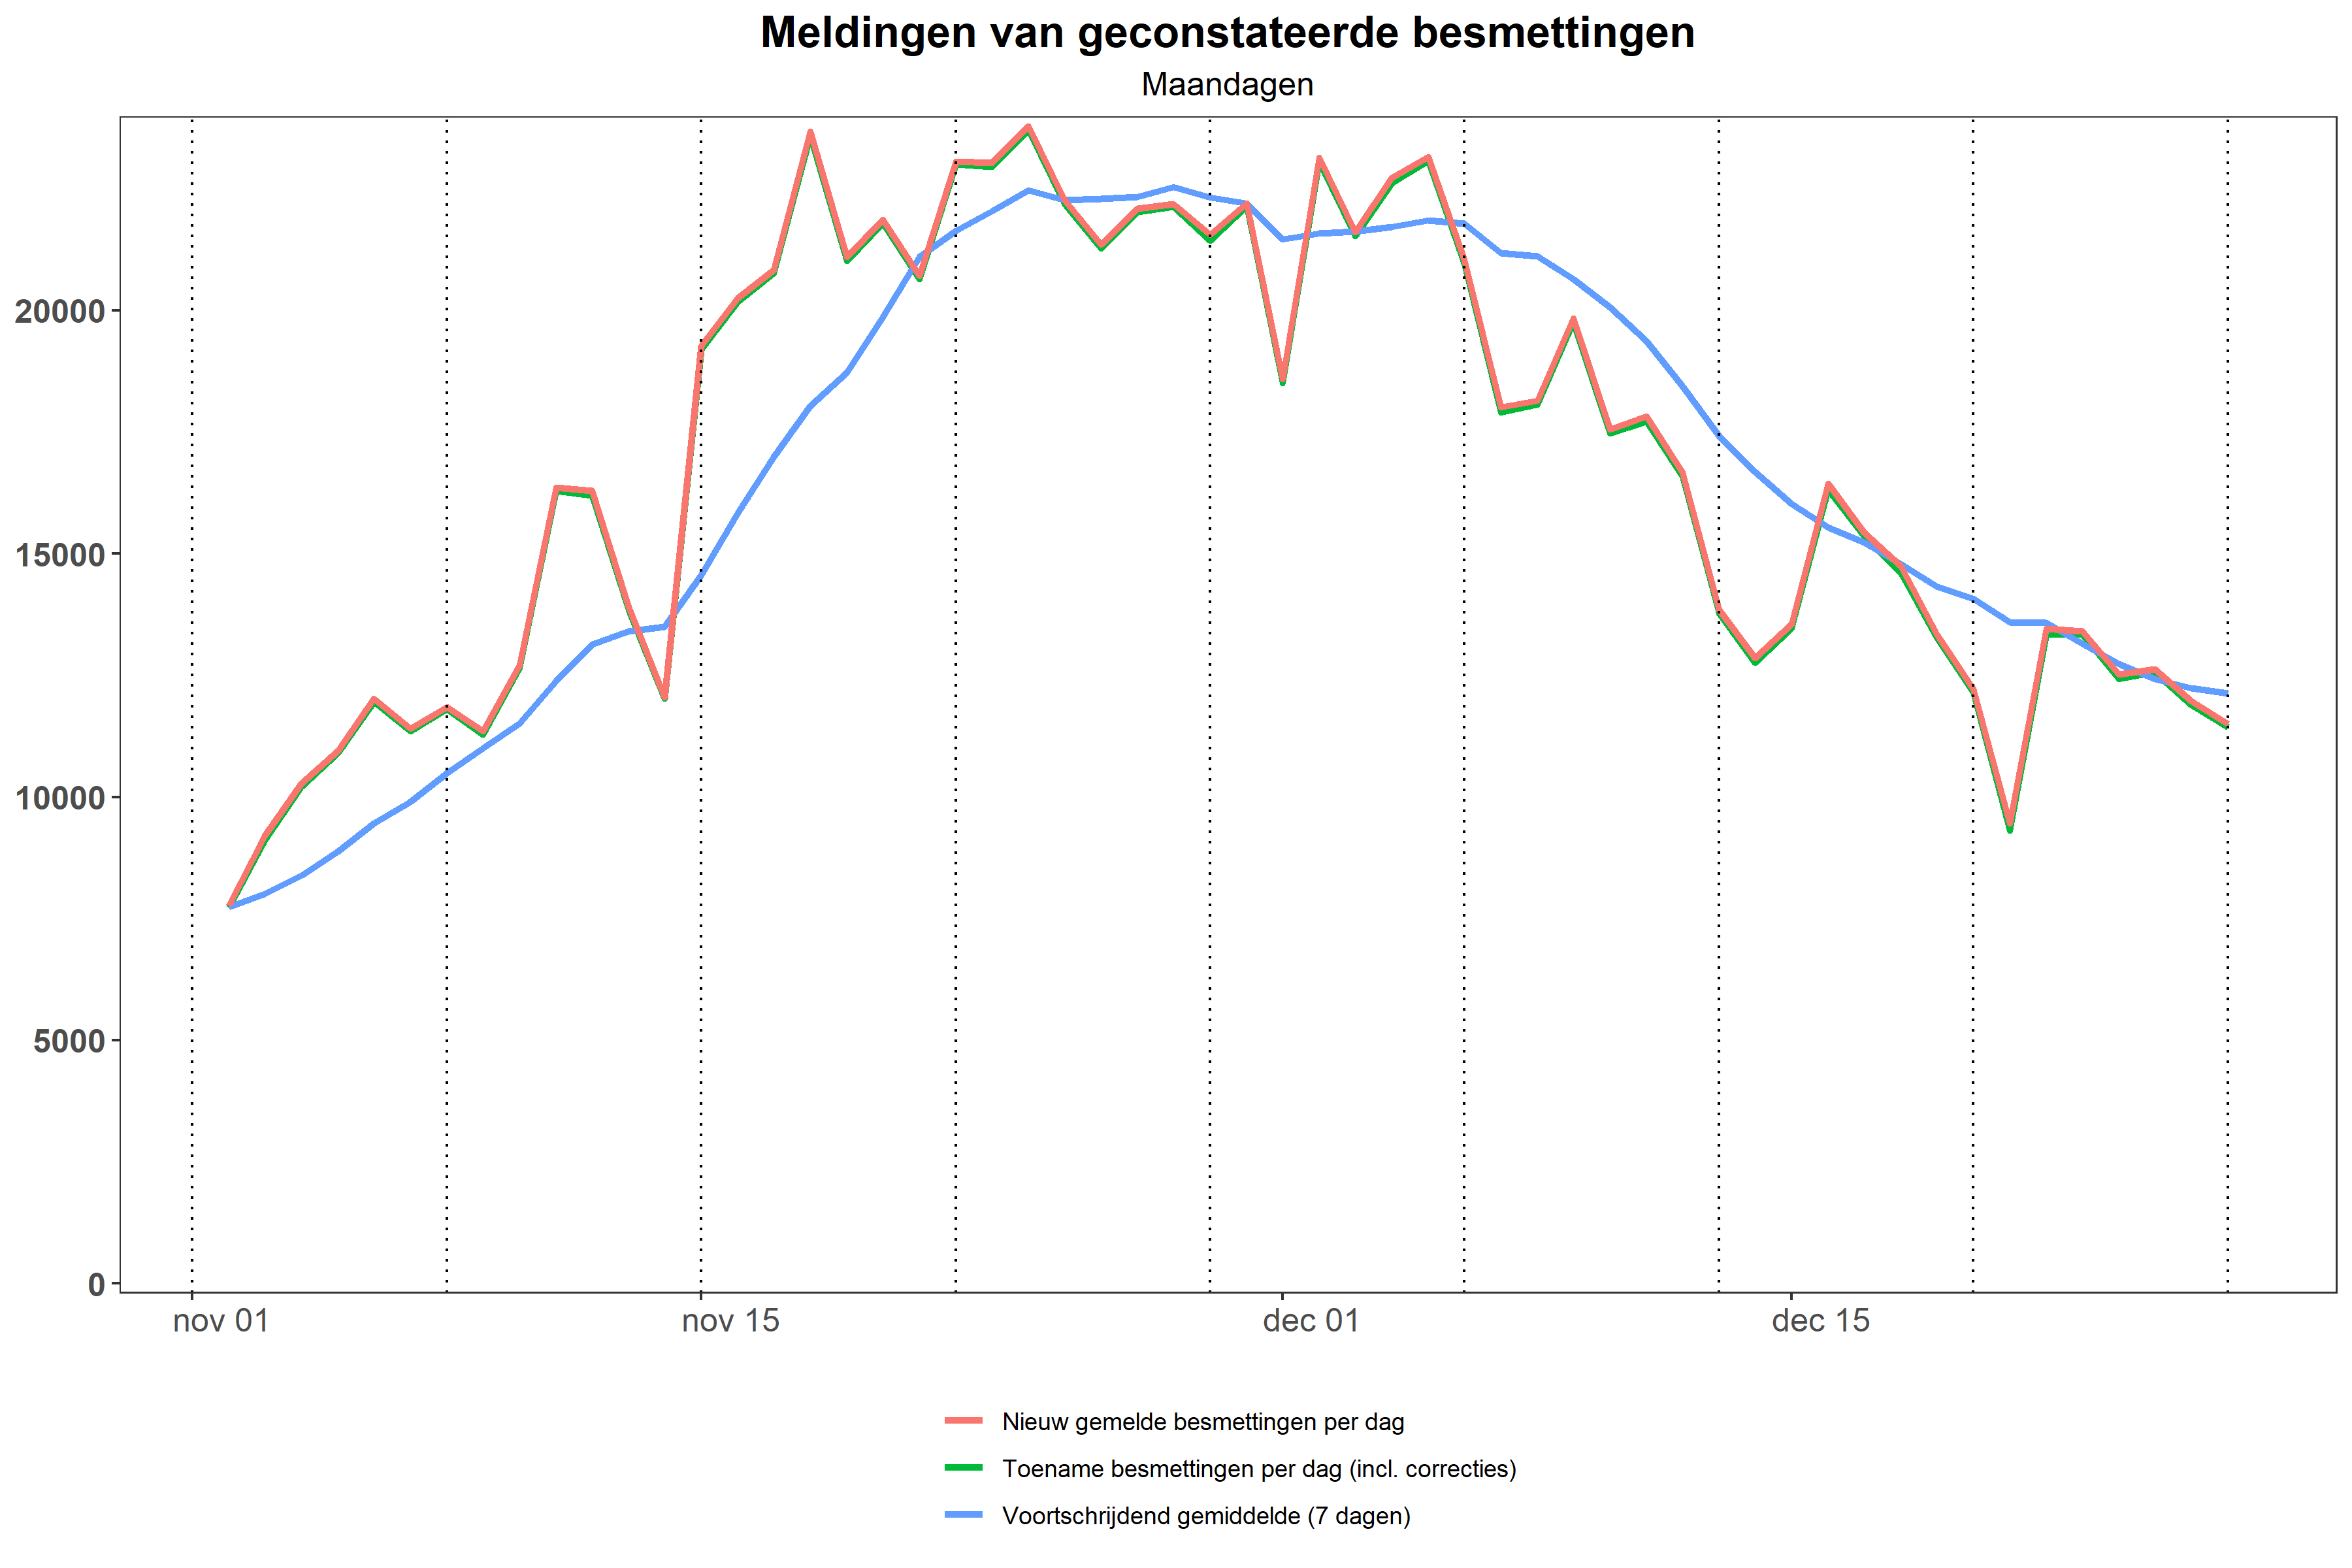 Meldingen van geconstateerde besmettingen
Maandagen
20000
15000
10000
5000
0
nov 01
nov 15
dec 01
dec 15
Nieuw gemelde besmettingen per dag
Toename besmettingen per dag (incl. correcties)
Voortschrijdend gemiddelde (7 dagen)